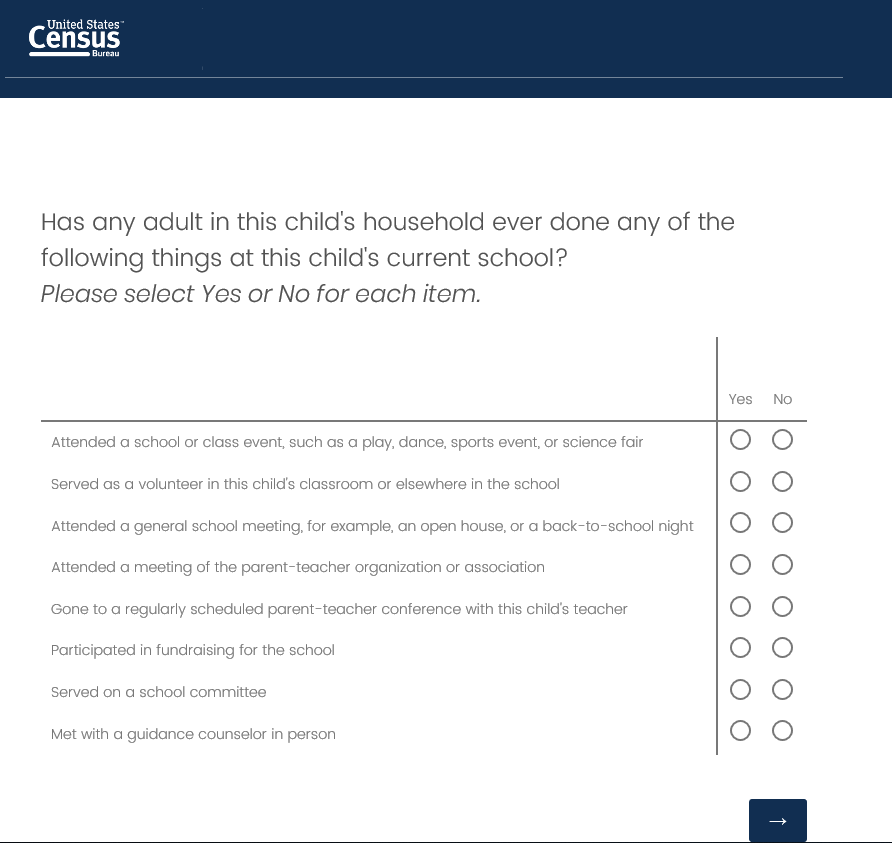 United States™
Census
Bureau
Has any adult in this child's household ever done any of the
following things at this child's current school?
Please select Yes or No for each item.
Yes No
Attended a school or class event, such as a play, dance, sports event, or science fair
Served as a volunteer in this child's classroom or elsewhere in the school
Attended a general school meeting, for example, an open house, or a back-to-school night
Attended a meeting of the parent-teacher organization or association
Gone to a regularly scheduled parent-teacher conference with this child's teacher
Participated in fundraising for the school
Served on a school committee
Met with a guidance counselor in person
→